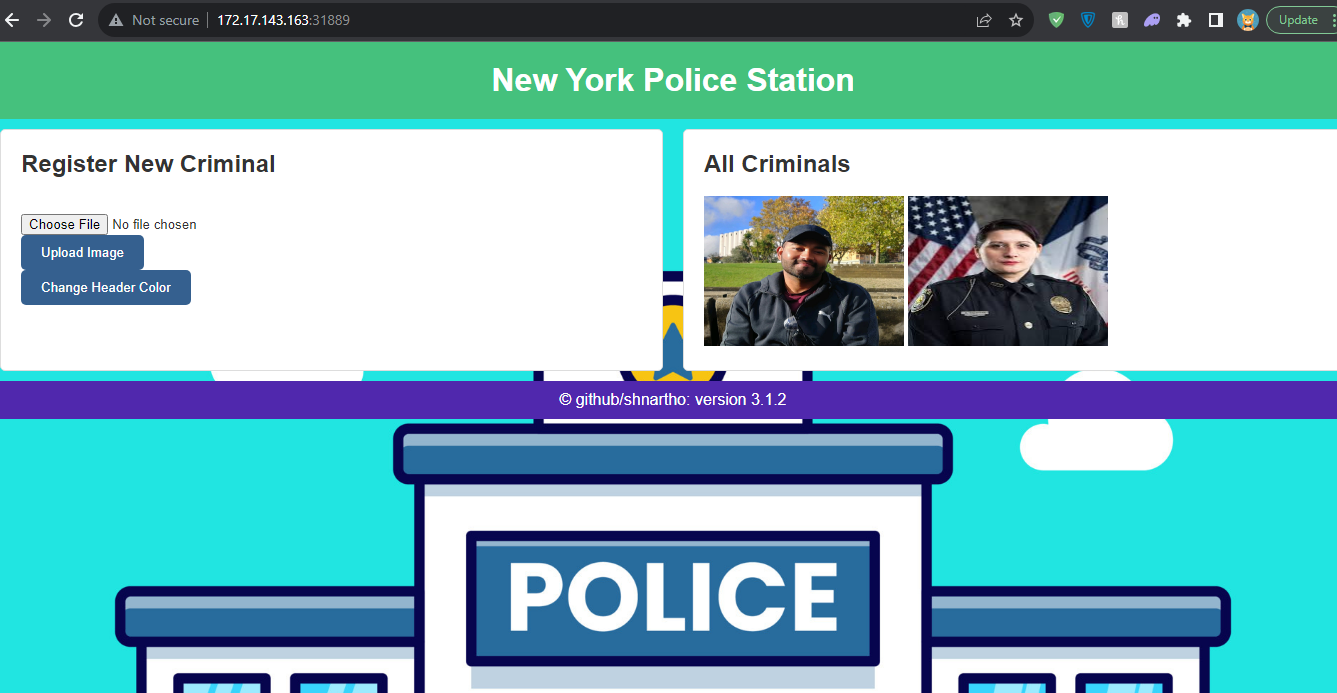 Not secure
172.17.143.163:31889
Update
New York Police Station
Register New Criminal
Choose File No file chosen
Upload Image
Change Header Color
All Criminals
© github/shnartho: version 3.1.2
POLICE